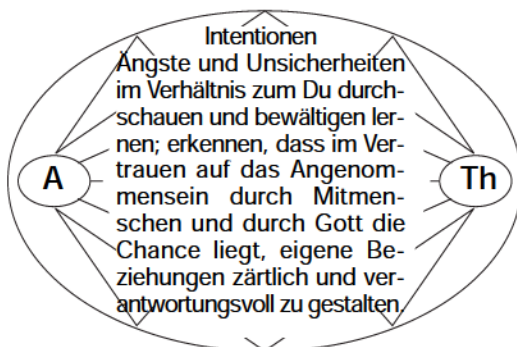 Intentionen
Ängste und Unsicherheiten
im Verhältnis zum Du durch-
schauen und bewältigen ler-
nen; erkennen, dass im Ver-
trauen auf das Angenom-
mensein durch Mitmen-
schen und durch Gott die
Chance liegt, eigene Be-
ziehungen zärtlich und ver-
antwortungsvoll zu gestalten.
A
Th